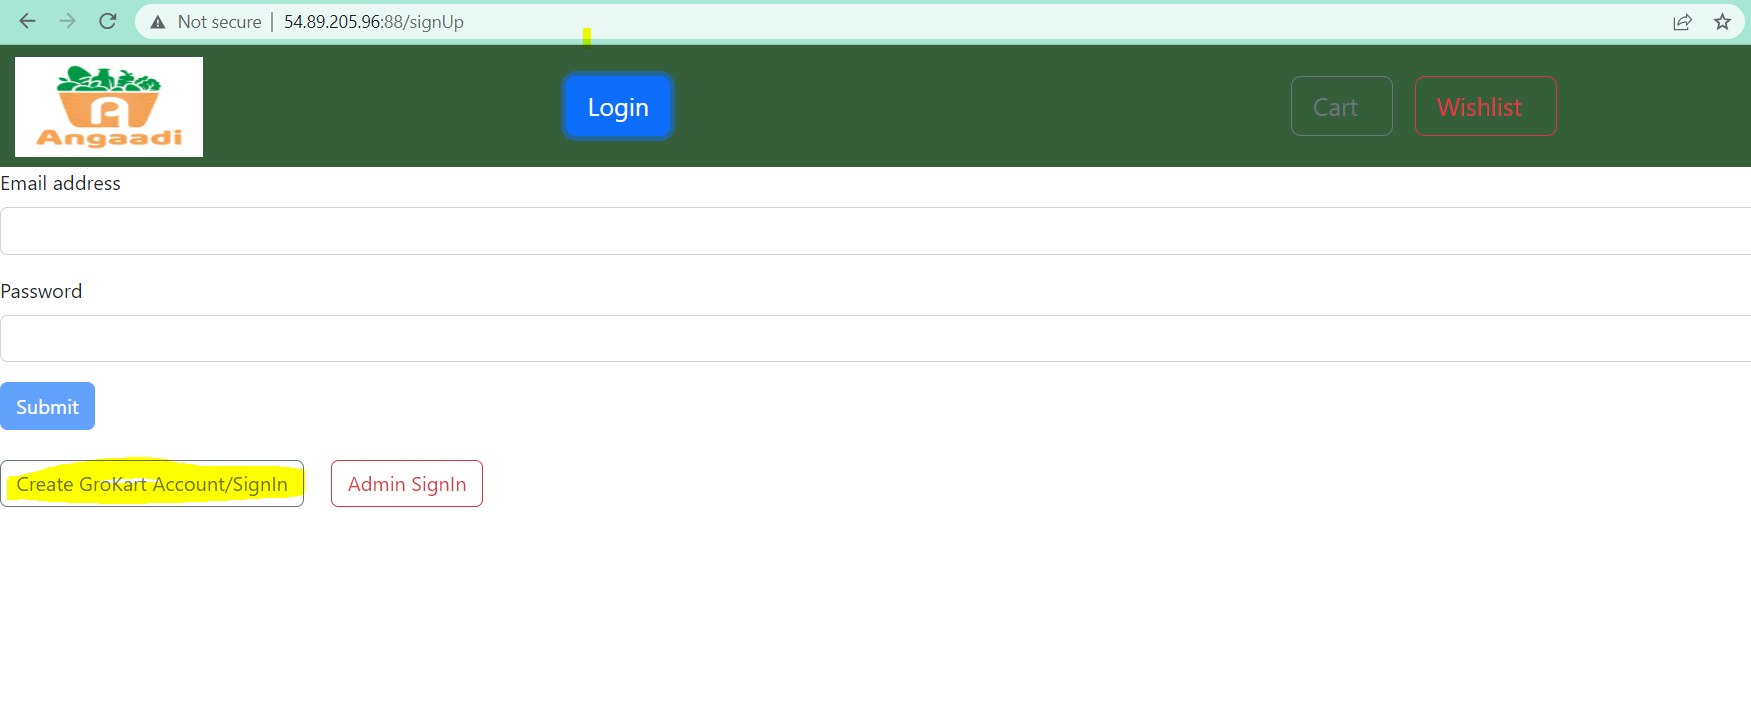 Not secure | 54.89.205.96:88/signUp
Angaadi
Login
Cart
Wishlist
Email address
Password
Submit
Create GroKart Account/SignIn
Admin SignIn